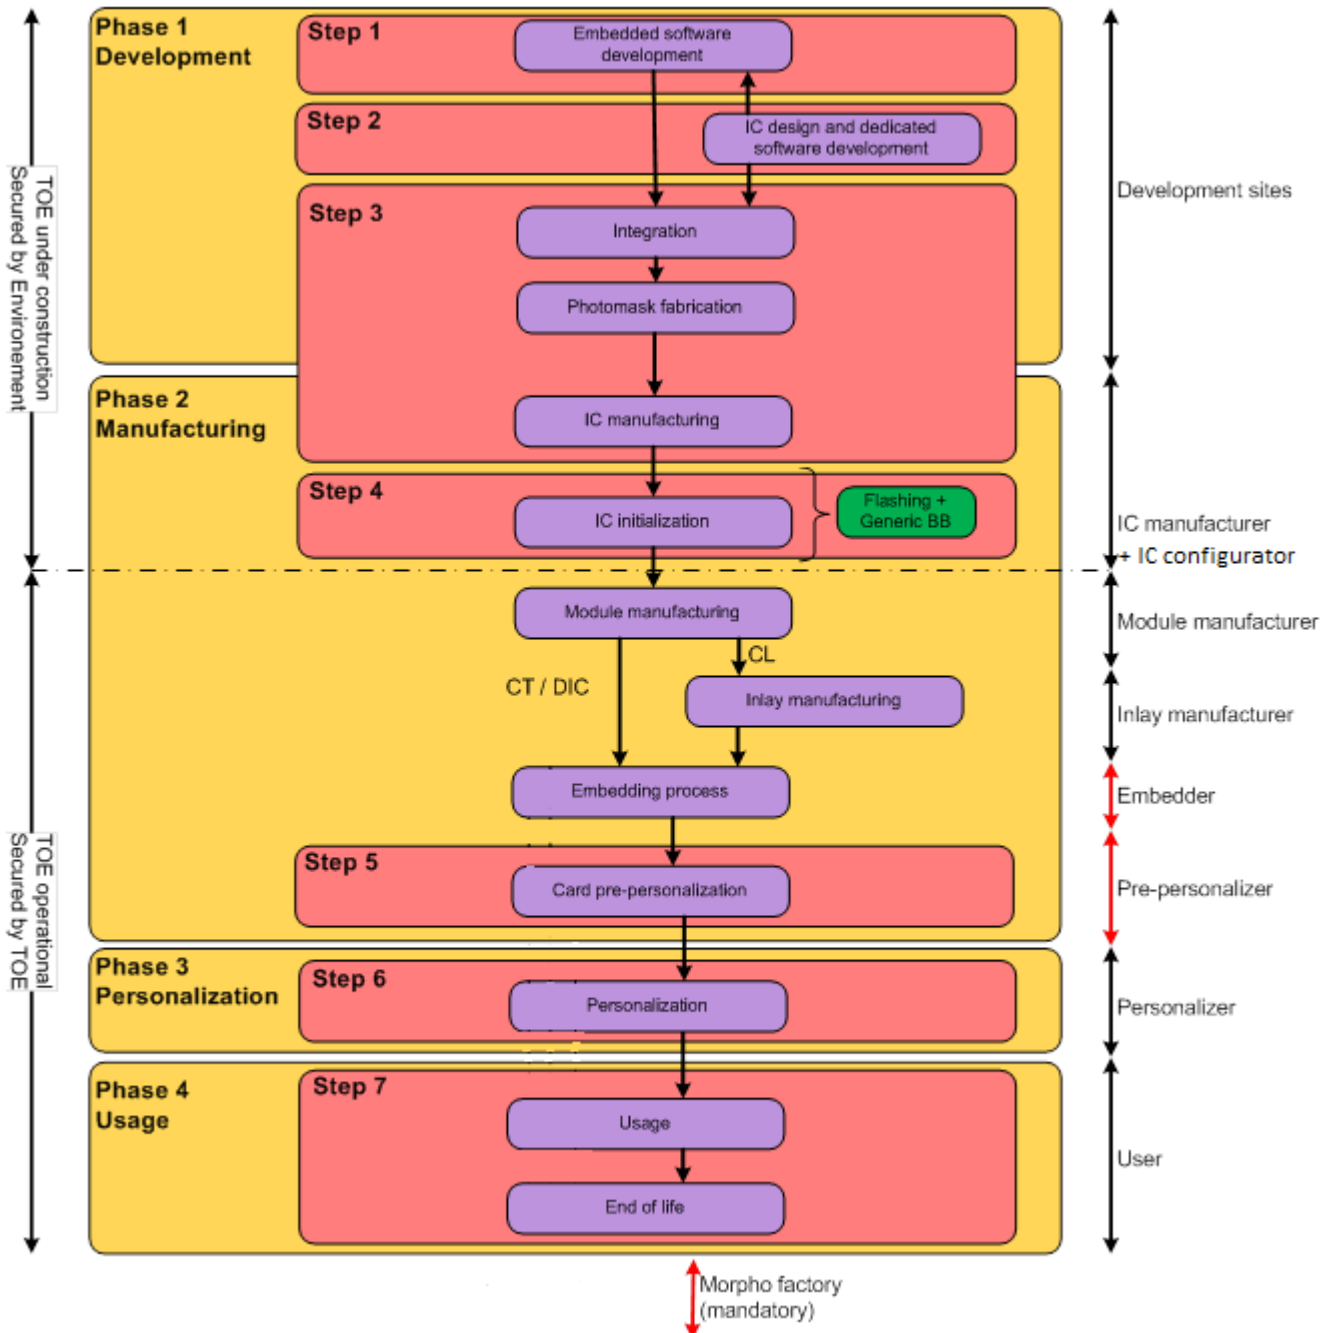 Phase 1
Development
Step 1
Embedded software
development
Step 2
IC design and dedicated
software development
Step 3
Integration
Photomask fabrication
Development sites
TOE under construction
Secured by Environement
Phase 2
Manufacturing
IC manufacturing
Step 4
IC initialization
Flashing +
Generic BB
IC manufacturer
+ IC configurator
Module manufacturing
Module manufacturer
CT / DIC
CL
Inlay manufacturing
Inlay manufacturer
Embedding process
Embedder
Step 5
Card pre-personalization
Pre-personalizer
TOE operational
Secured by TOE
Phase 3
Personalization
Step 6
Personalization
Personalizer
Phase 4
Usage
Step 7
Usage
End of life
User
Morpho factory
(mandatory)